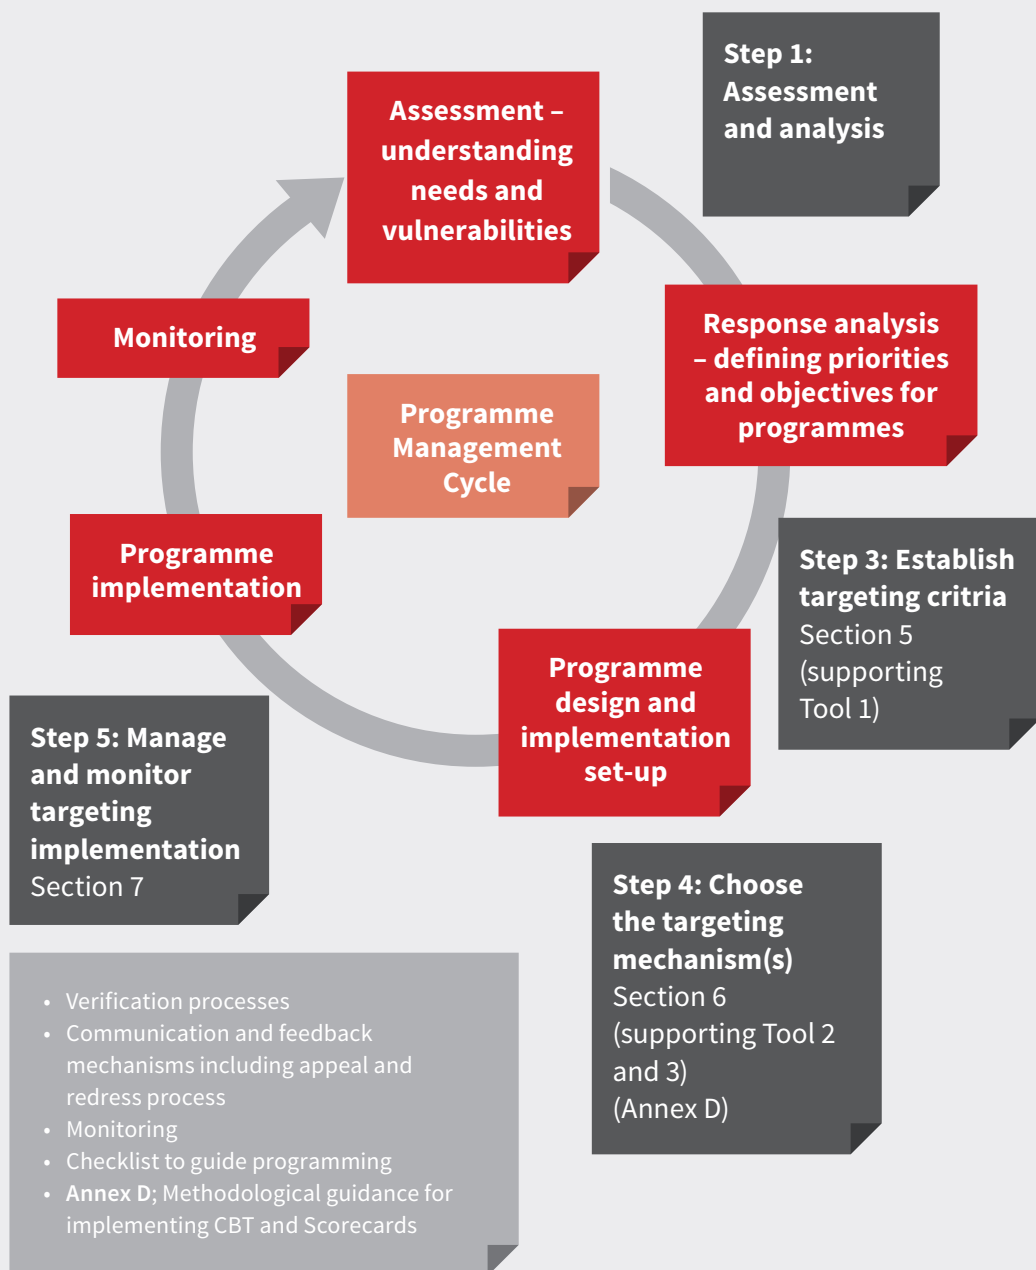 Step 1:
Assessment
and analysis
Assessment –
understanding
needs and
vulnerabilities
Response analysis
– defining priorities
and objectives for
programmes
Monitoring
Programme
Management
Cycle
Step 3: Establish
targeting critria
Section 5
(supporting
Tool 1)
Programme
implementation
Programme
design and
implementation
set-up
Step 5: Manage
and monitor
targeting
implementation
Section 7
Step 4: Choose
the targeting
mechanism(s)
Section 6
(supporting Tool 2
and 3)
(Annex D)
• Verification processes
• Communication and feedback
mechanisms including appeal and
redress process
• Monitoring
• Checklist to guide programming
• Annex D; Methodological guidance for
implementing CBT and Scorecards